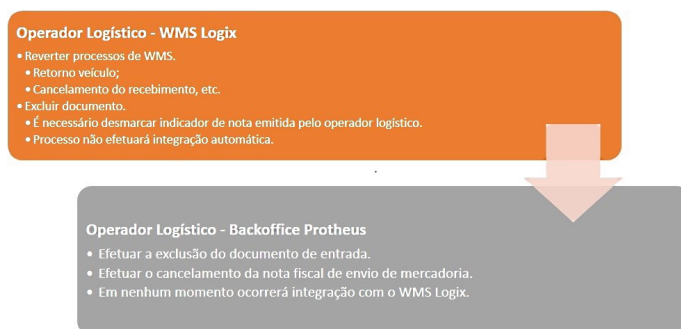 Operador Logístico - WMS Logix
• Reverter processos de WMS.
• Retorno veículo;
• Cancelamento do recebimento, etc.
• Excluir documento.
• É necessário desmarcar indicador de nota emitida pelo operador logístico.
• Processo não efetuará integração automática.
Operador Logístico - Backoffice Protheus
• Efetuar a exclusão do documento de entrada.
• Efetuar o cancelamento da nota fiscal de envio de mercadoria.
• Em nenhum momento ocorrerá integração com o WMS Logix.